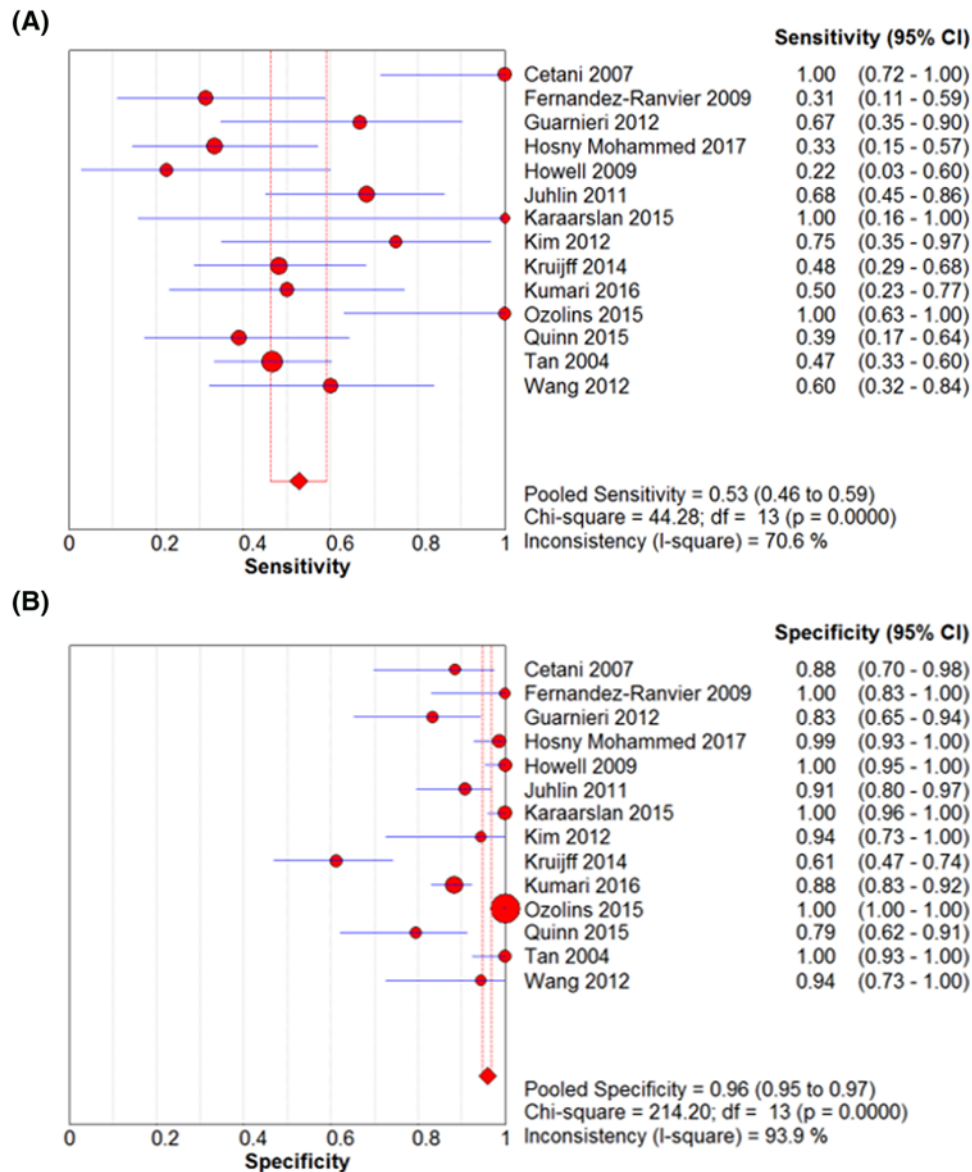 (A)
Sensitivity (95% CI)
Cetani 2007 1.00 (0.72 - 1.00)
Fernandez-Ranvier 2009 0.31 (0.11 - 0.59)
Guarnieri 2012 0.67 (0.35 - 0.90)
Hosny Mohammed 2017 0.33 (0.15 - 0.57)
Howell 2009 0.22 (0.03 - 0.60)
Juhlin 2011 0.68 (0.45 - 0.86)
Karaarslan 2015 1.00 (0.16 - 1.00)
Kim 2012 0.75 (0.35 - 0.97)
Kruijff 2014 0.48 (0.29 - 0.68)
Kumari 2016 0.50 (0.23 - 0.77)
Ozolins 2015 1.00 (0.63 - 1.00)
Quinn 2015 0.39 (0.17 - 0.64)
Tan 2004 0.47 (0.33 - 0.60)
Wang 2012 0.60 (0.32 - 0.84)
Pooled Sensitivity = 0.53 (0.46 to 0.59)
Chi-square = 44.28; df = 13 (p = 0.0000)
Inconsistency (I-square) = 70.6 %
0 0.2 0.4 0.6 0.8 1
Sensitivity
(B)
Specificity (95% CI)
Cetani 2007 0.88 (0.70 - 0.98)
Fernandez-Ranvier 2009 1.00 (0.83 - 1.00)
Guarnieri 2012 0.83 (0.65 - 0.94)
Hosny Mohammed 2017 0.99 (0.93 - 1.00)
Howell 2009 1.00 (0.95 - 1.00)
Juhlin 2011 0.91 (0.80 - 0.97)
Karaarslan 2015 1.00 (0.96 - 1.00)
Kim 2012 0.94 (0.73 - 1.00)
Kruijff 2014 0.61 (0.47 - 0.74)
Kumari 2016 0.88 (0.83 - 0.92)
Ozolins 2015 1.00 (1.00 - 1.00)
Quinn 2015 0.79 (0.62 - 0.91)
Tan 2004 1.00 (0.93 - 1.00)
Wang 2012 0.94 (0.73 - 1.00)
Pooled Specificity = 0.96 (0.95 to 0.97)
Chi-square = 214.20; df = 13 (p = 0.0000)
Inconsistency (I-square) = 93.9 %
0 0.2 0.4 0.6 0.8 1
Specificity